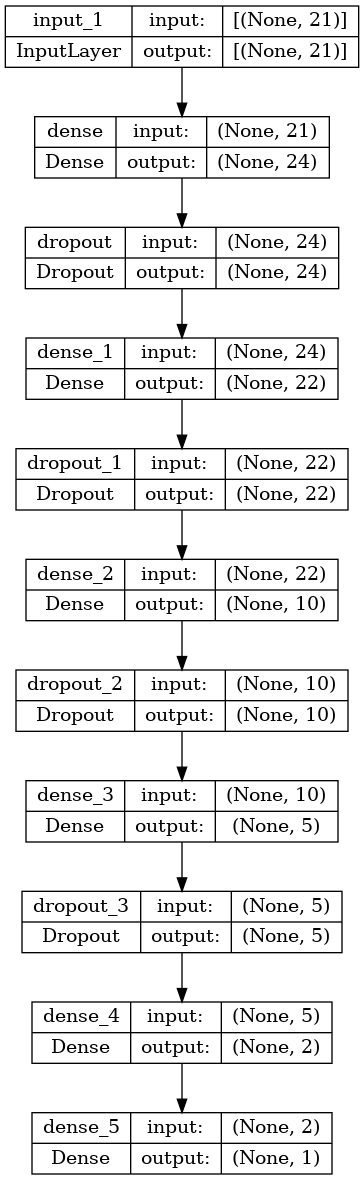 input_1 input: [(None, 21)]
InputLayer output: [(None, 21)]
dense input: (None, 21)
Dense output: (None, 24)
dropout input: (None, 24)
Dropout output: (None, 24)
dense_1 input: (None, 24)
Dense output: (None, 22)
dropout_1 input: (None, 22)
Dropout output: (None, 22)
dense_2 input: (None, 22)
Dense output: (None, 10)
dropout_2 input: (None, 10)
Dropout output: (None, 10)
dense_3 input: (None, 10)
Dense output: (None, 5)
dropout_3 input: (None, 5)
Dropout output: (None, 5)
dense_4 input: (None, 5)
Dense output: (None, 2)
dense_5 input: (None, 2)
Dense output: (None, 1)